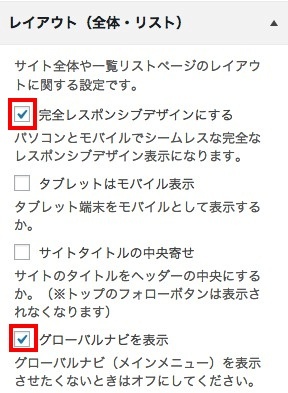 レイアウト（全体・リスト）
サイト全体や一覧リストページのレイアウ
トに関する設定です。
完全レスポンシブデザインにする
パソコンとモバイルでシームレスな完全な
レスポンシブデザイン表示になります。
タブレットはモバイル表示
タブレット端末をモバイルとして表示する
か。
サイトタイトルの中央寄せ
サイトのタイトルをヘッダーの中央にする
か。（※トップのフォローボタンは表示さ
れなくなります）
グローバルナビを表示
グローバルナビ（メインメニュー）を表示
させたくないときはオフにしてください。